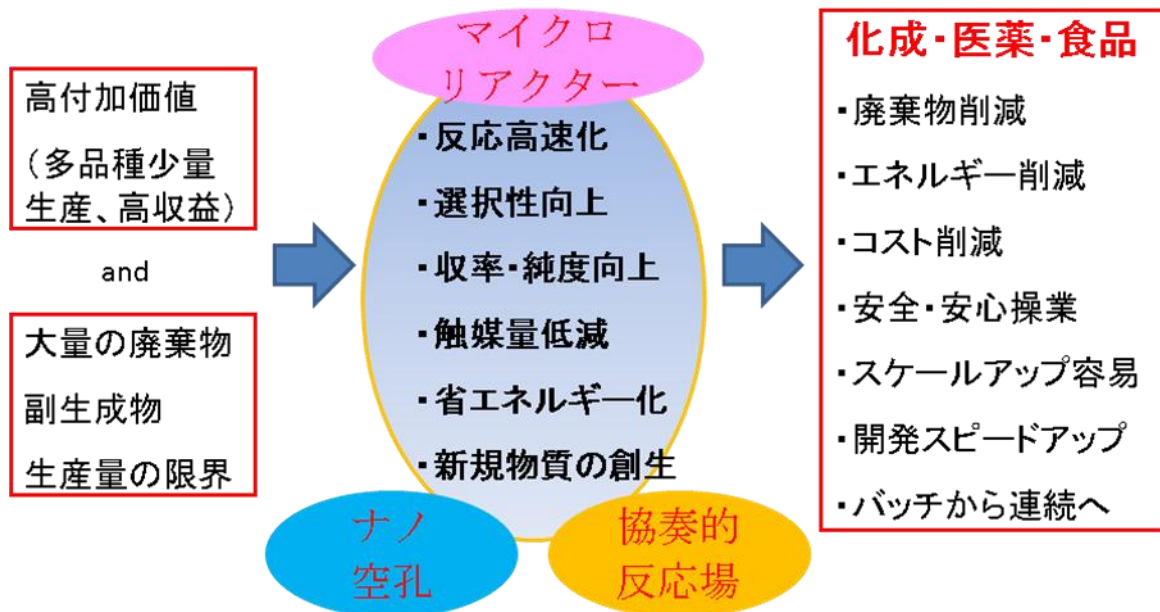 高付加価値
(多品種少量
生産、高収益)
and
大量の廃棄物
副生成物
生産量の限界
マイクロ
リアクター
・反応高速化
・選択性向上
・収率・純度向上
・触媒量低減
・省エネルギー化
・新規物質の創生
ナノ
空孔
協奏的
反応場
化成・医薬・食品
・廃棄物削減
・エネルギー削減
・コスト削減
・安全・安心操業
・スケールアップ容易
・開発スピードアップ
・バッチから連続へ